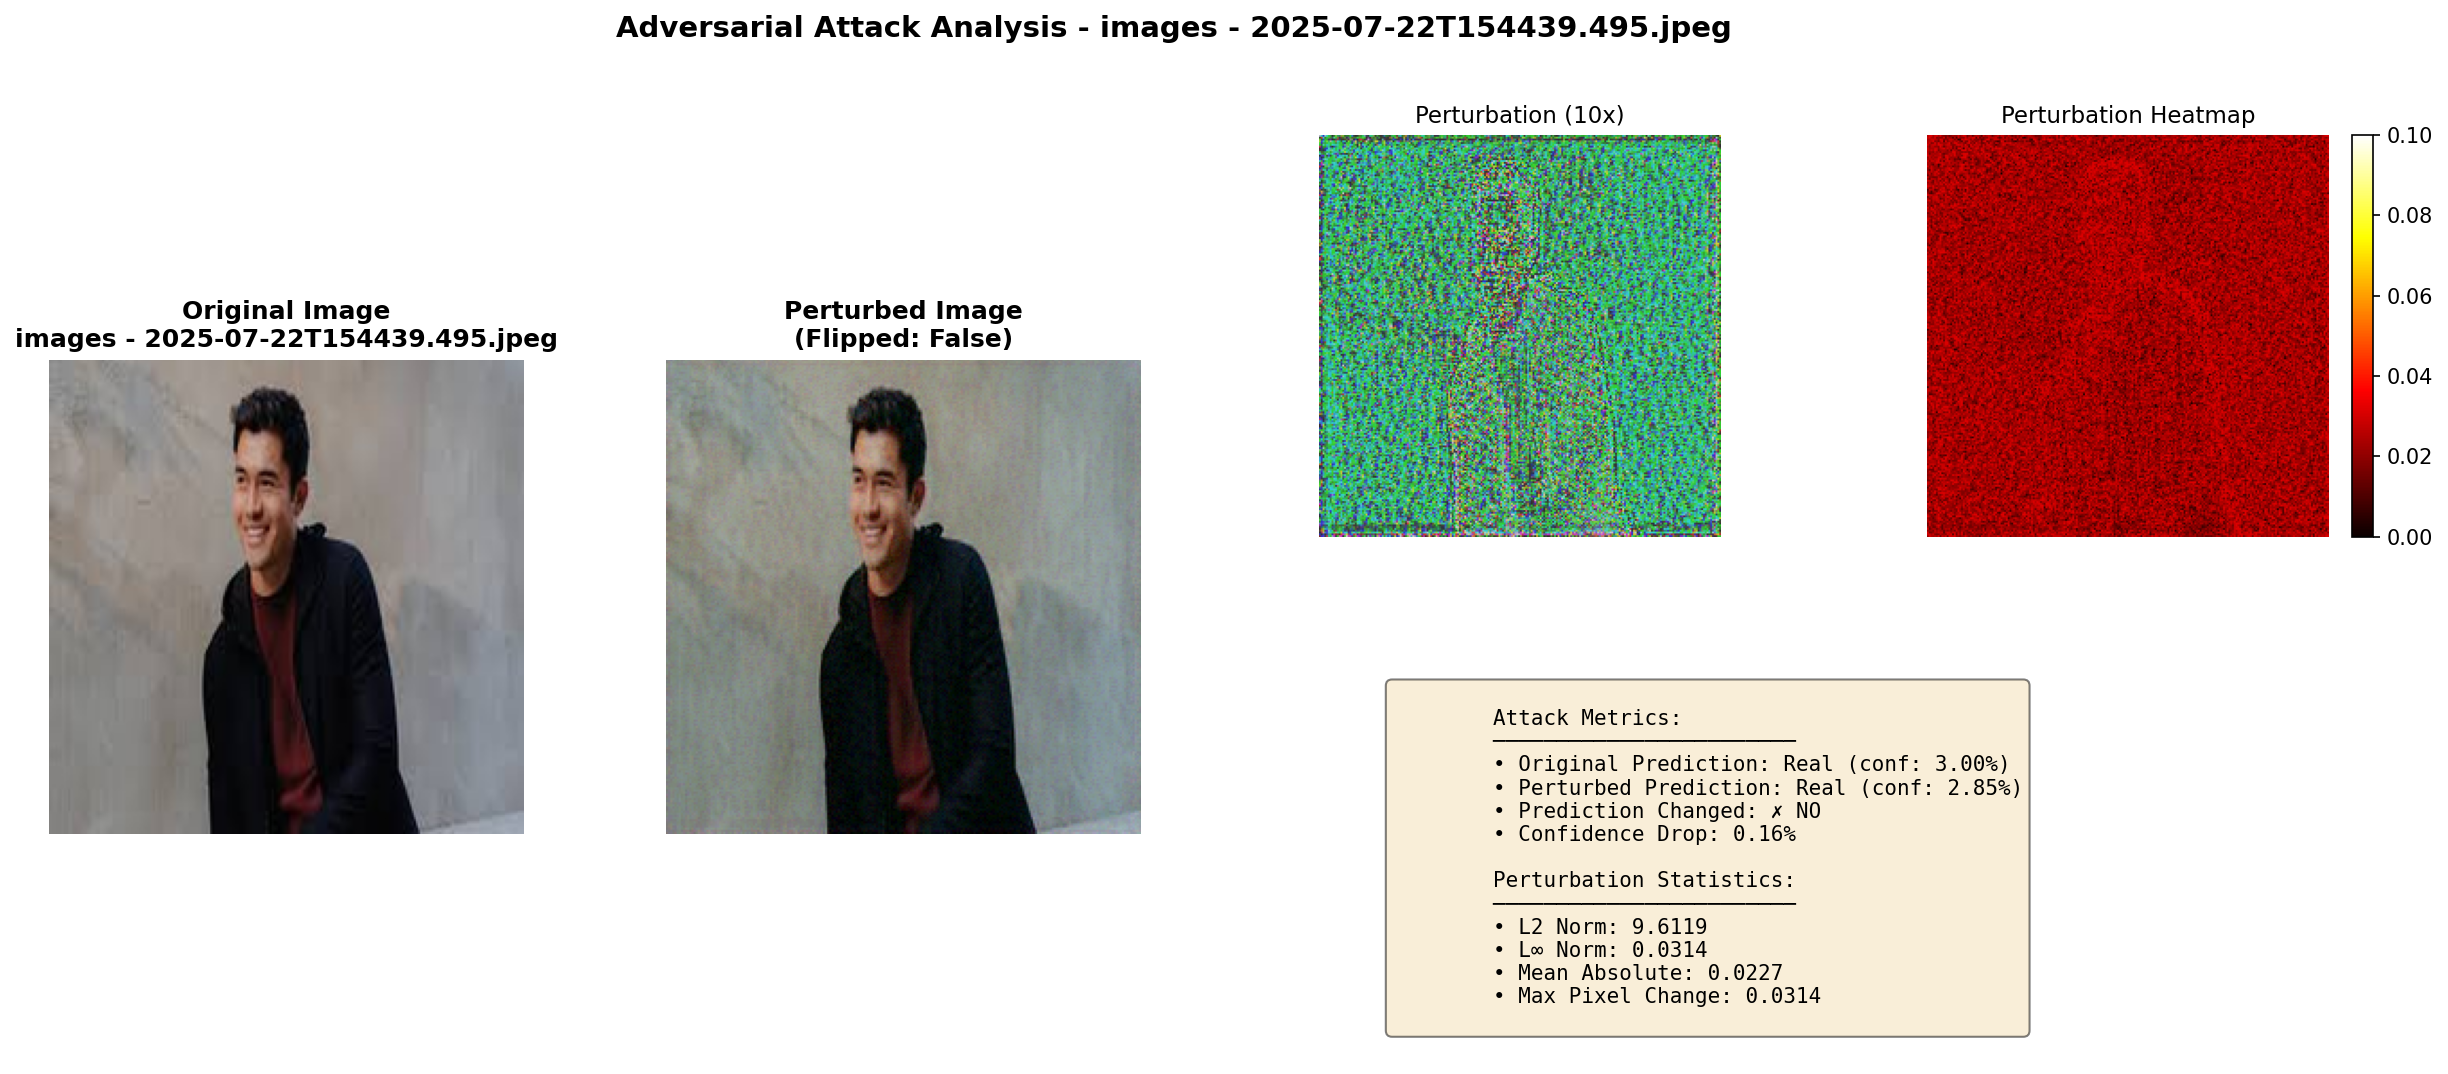 Adversarial Attack Analysis - images - 2025-07-22T154439.495.jpeg
Original Image
images - 2025-07-22T154439.495.jpeg
Perturbed Image
(Flipped: False)
Perturbation (10x)
Perturbation Heatmap
0.10
0.08
0.06
0.04
0.02
0.00
Attack Metrics:
────────────────────────
• Original Prediction: Real (conf: 3.00%)
• Perturbed Prediction: Real (conf: 2.85%)
• Prediction Changed: ✗ NO
• Confidence Drop: 0.16%
Perturbation Statistics:
────────────────────────
• L2 Norm: 9.6119
• L∞ Norm: 0.0314
• Mean Absolute: 0.0227
• Max Pixel Change: 0.0314